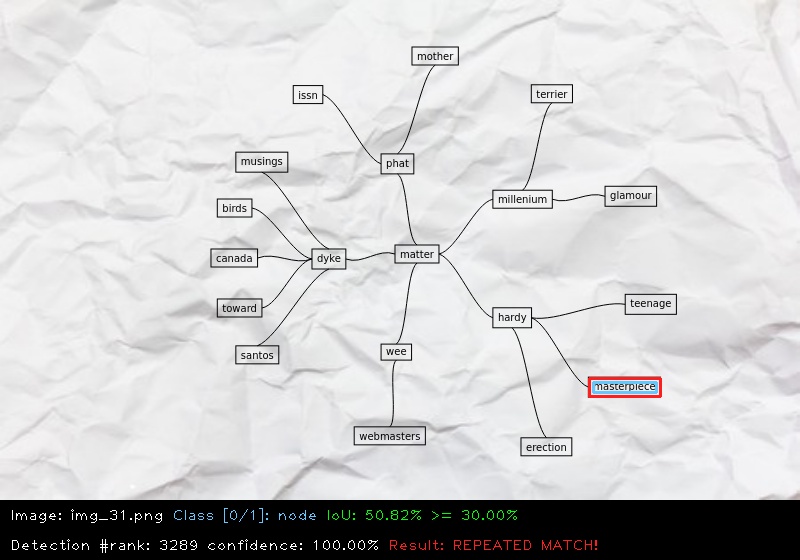 mother
issn
terrier
musings
phat
glamour
millenium
birds
matter
canada
dyke
teenage
toward
hardy
wee
santos
masterpiece
webmasters
erection
Image: img_31.png Class [0/1]: node IoU: 50.82% >= 30.00%
Detection #rank: 3289 confidence: 100.00% Result: REPEATED MATCH!